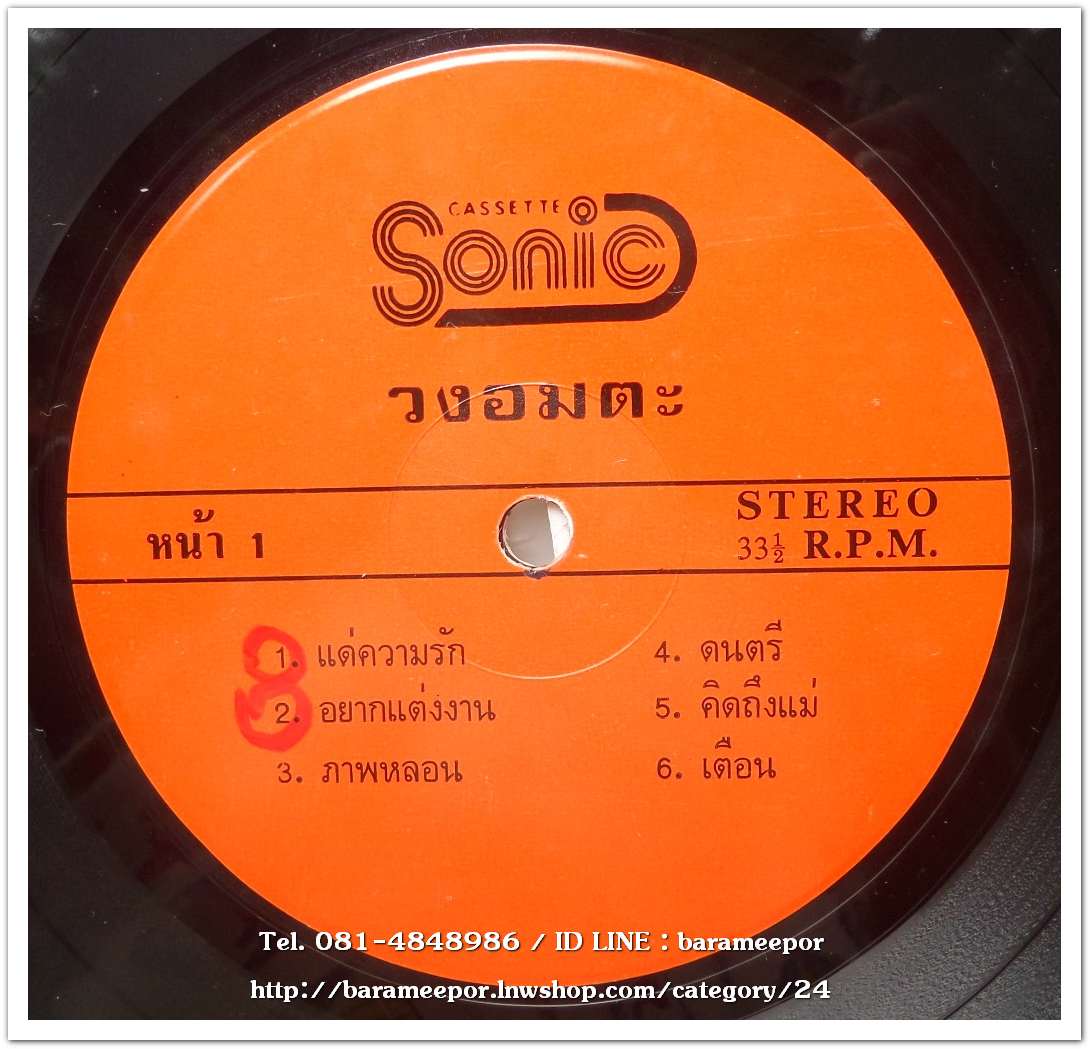 CASSETTE
Sonic
วงอมตะ
หน้า 1
STEREO
33½ R.P.M.
1. แด่ความรัก
2. อยากแต่งงาน
3. ภาพหลอน
4. ดนตรี
5. คิดถึงแม่
6. เตือน
Tel. 081-4848986 / ID LINE : barameepor
http://barameepor.lnwshop.com/category/24